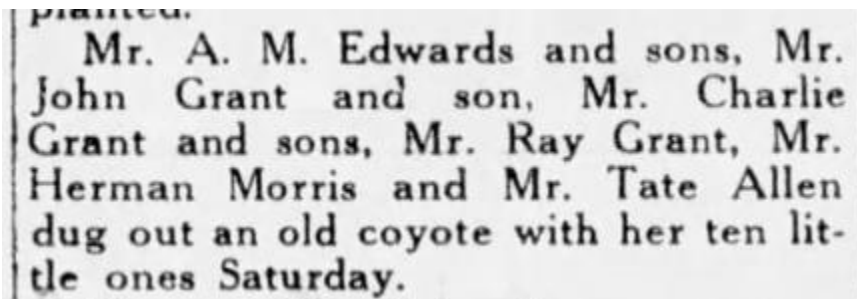 planted.
Mr. A. M. Edwards and sons, Mr.
John Grant and son, Mr. Charlie
Grant and sons, Mr. Ray Grant, Mr.
Herman Morris and Mr. Tate Allen
dug out an old coyote with her ten lit-
tle ones Saturday.